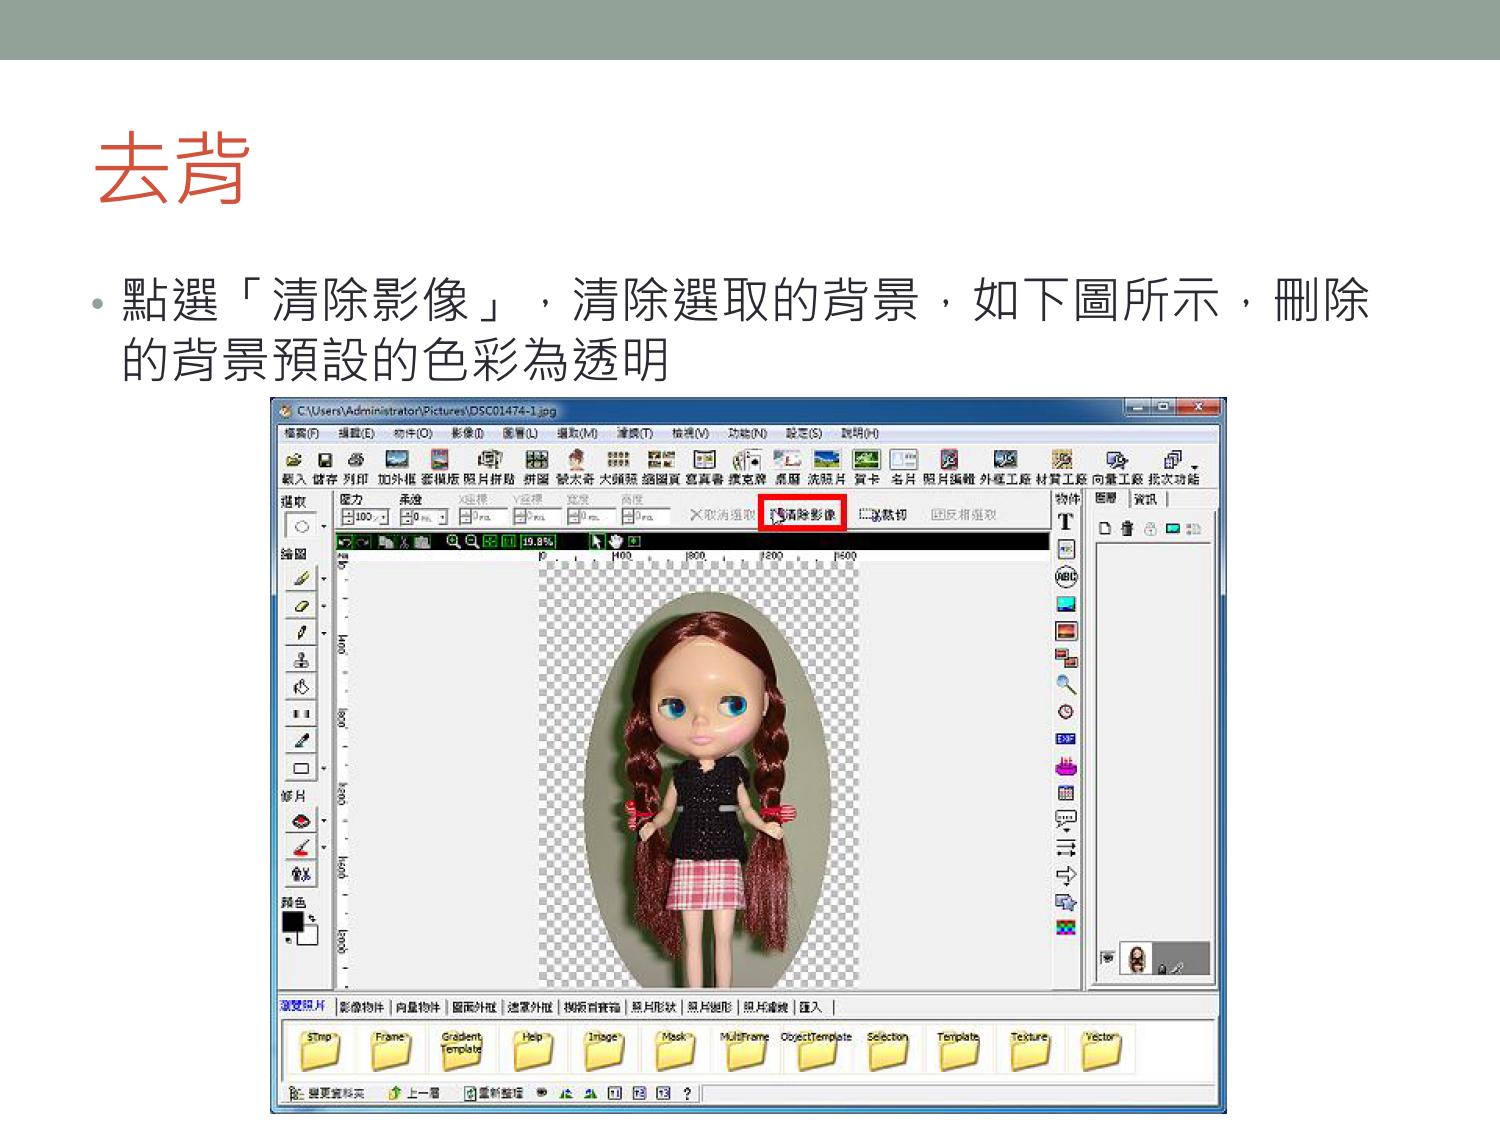 去背
• 點選「清除影像」，清除選取的背景，如下圖所示，刪除
的背景預設的色彩為透明
C:\Users\Administrator\Pictures\DSC01474-1.jpg
檔案(F) 編輯(E) 物件(O) 影像(I) 圖層(L) 選取(M) 濾鏡(T) 檢視(V) 功能(N) 設定(S) 說明(H)
載入 儲存 列印 加外框 套模版 照片拼貼 拼圖 蒙太奇 大頭照 縮圖頁 寫真書 撲克牌 桌曆 洗照片 賀卡 名片 照片編輯 外框工廠 材質工廠 向量工廠 批次功能
選取 壓力 柔邊 X座標 Y座標 寬度 高度 物件 圖層 資訊
100 0 0 0 0 0 取消選取 清除影像 裁切 反相選取
T
19.8%
繪圖 0 400 800 1200 1600
ABC
EXIF
修片
顏色
瀏覽照片 影像物件 向量物件 圖面外框 遮罩外框 照片形狀 照片變形 照片濾鏡 匯入
$Tmp Frame Gradient Template Help Image Mask MultiFrame ObjectTemplate Selection Template Texture Vector
變更資料夾 上一層 重新整理 ?